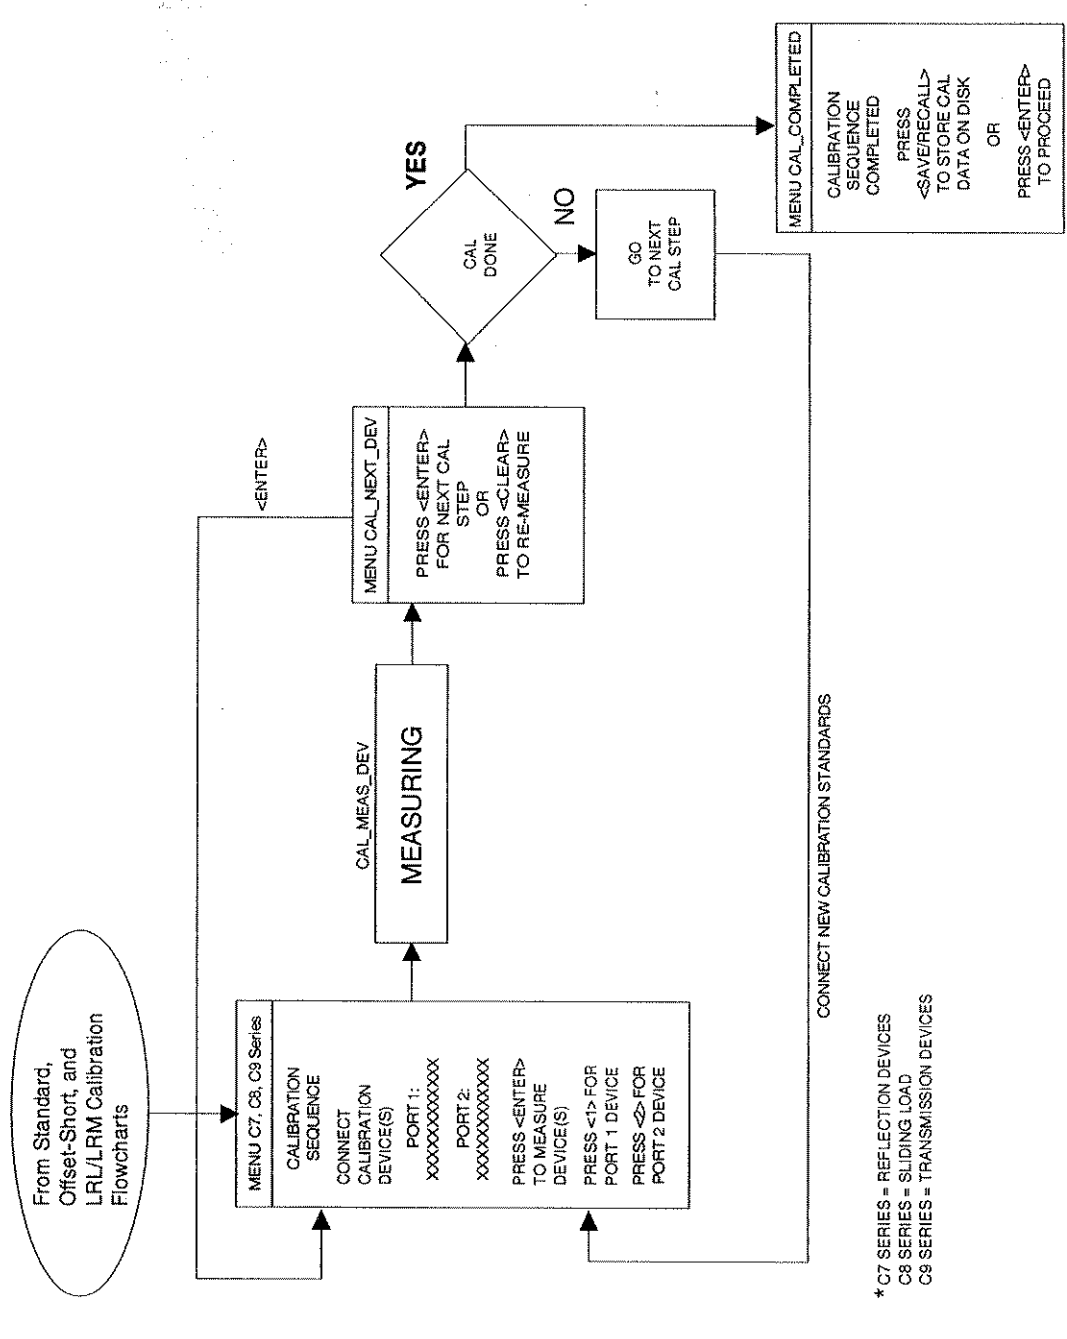 From Standard,
Offset-Short, and
LRL/LRM Calibration
Flowcharts
MENU C7, C8, C9 Series
CALIBRATION
SEQUENCE
CONNECT
CALIBRATION
DEVICE(S)
PORT 1:
XXXXXXXXXXXXX
PORT 2:
XXXXXXXXXXXXX
PRESS <ENTER>
TO MEASURE
DEVICE(S)
PRESS <1> FOR
PORT 1 DEVICE
PRESS <2> FOR
PORT 2 DEVICE
CAL_MEAS_DEV
MEASURING
<ENTER>
MENU CAL_NEXT_DEV
PRESS <ENTER>
FOR NEXT CAL
STEP
OR
PRESS <CLEAR>
TO RE-MEASURE
CAL
DONE
YES
NO
GO
TO NEXT
CAL STEP
MENU CAL_COMPLETED
CALIBRATION
SEQUENCE
COMPLETED
PRESS
<SAVE/RECALL>
TO STORE CAL
DATA ON DISK
OR
PRESS <ENTER>
TO PROCEED
CONNECT NEW CALIBRATION STANDARDS
*C7 SERIES = REFLECTION DEVICES
C8 SERIES = SLIDING LOAD
C9 SERIES = TRANSMISSION DEVICES